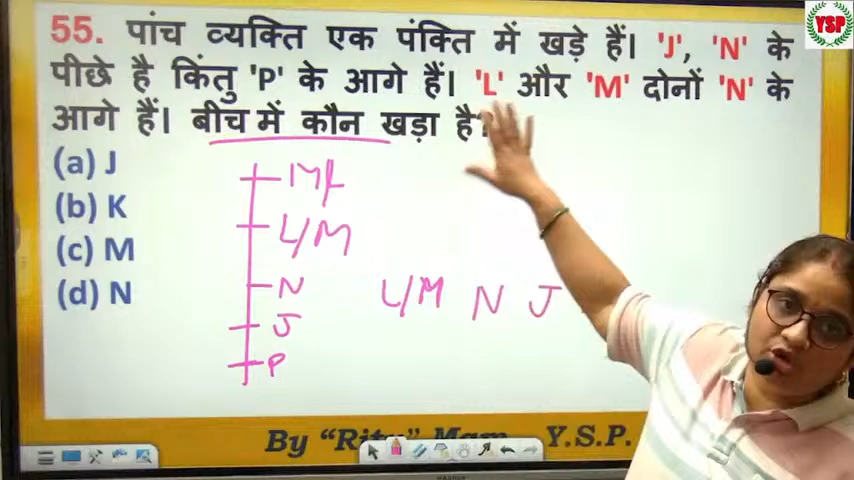 YSP
55. पांच व्यक्ति एक पंक्ति में खड़े हैं। 'J', 'N' के
पीछे है किंतु 'P' के आगे हैं। 'L' और 'M' दोनों 'N' के
आगे हैं। बीच में कौन खड़ा है?
(a) J
(b) K
(c) M
(d) N
M/L
L/M
N
J
P
L/M N J
By "Ritu" Mam Y.S.P.